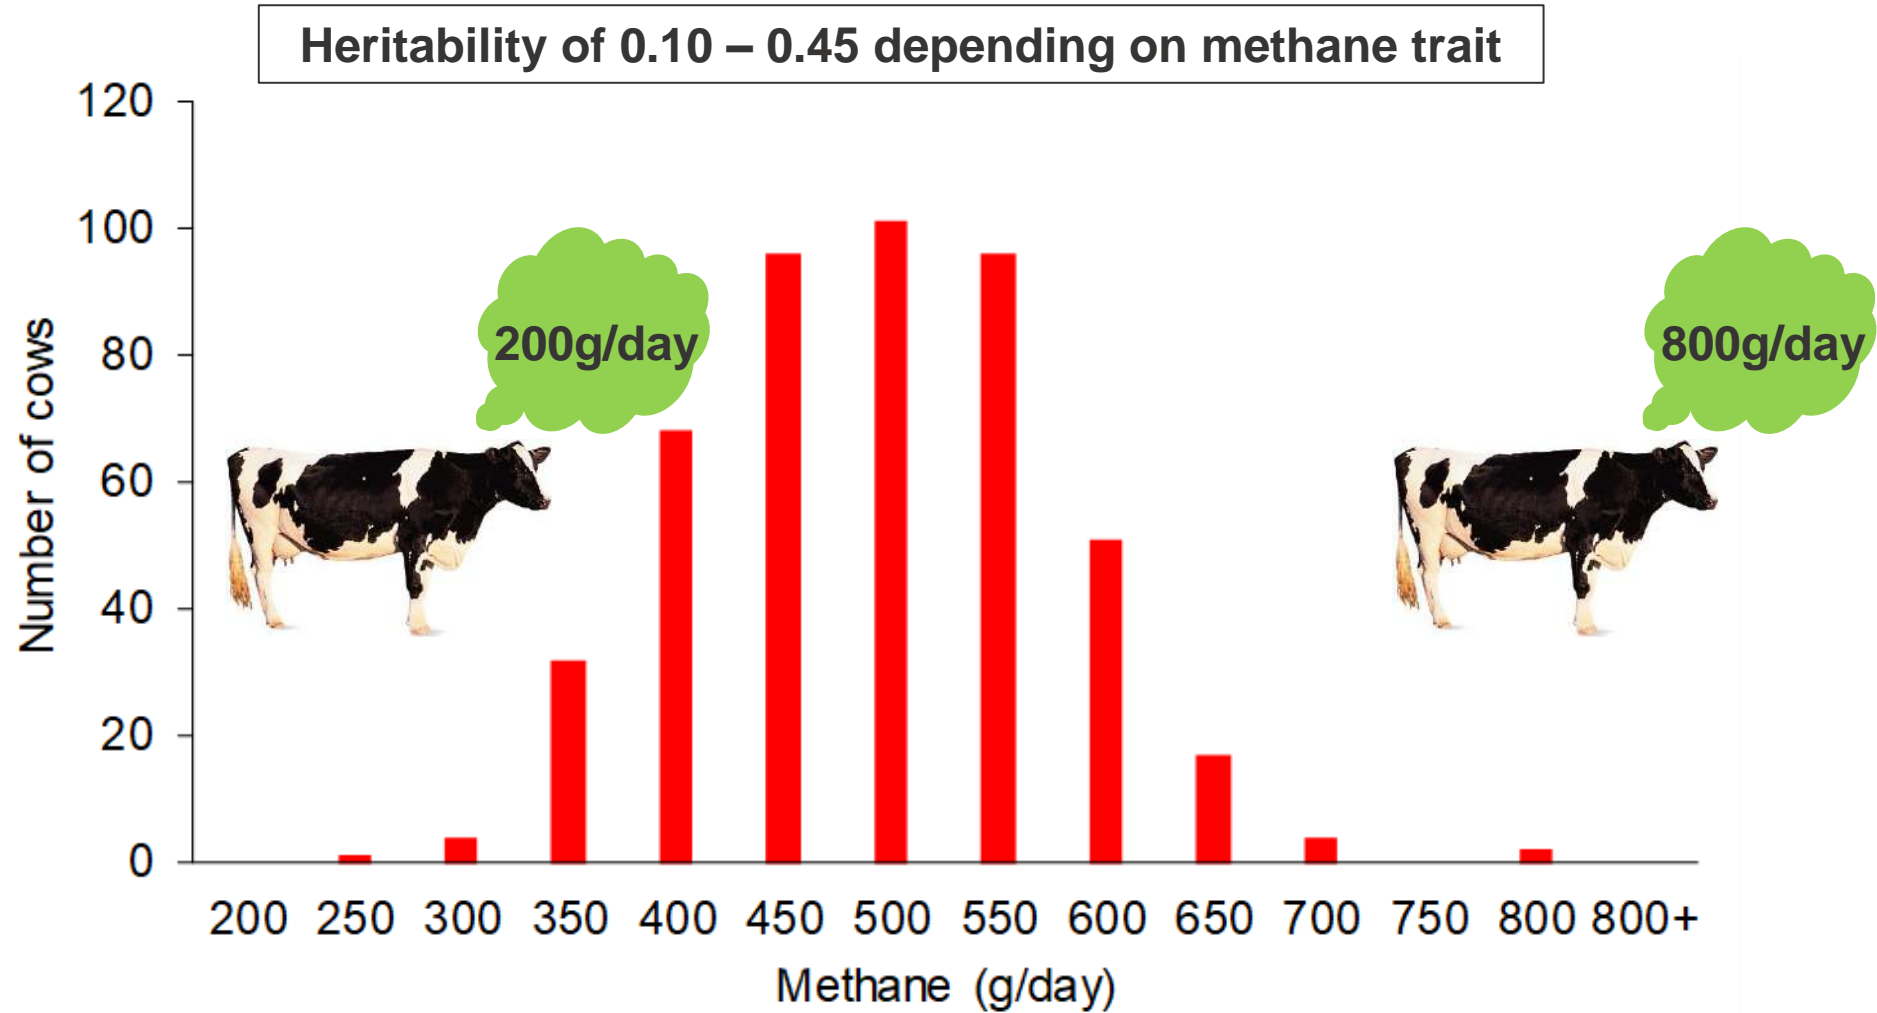 Heritability of 0.10 – 0.45 depending on methane trait
120
100
80
60
40
20
0
Number of cows
200g/day
800g/day
200 250 300 350 400 450 500 550 600 650 700 750 800 800+
Methane (g/day)